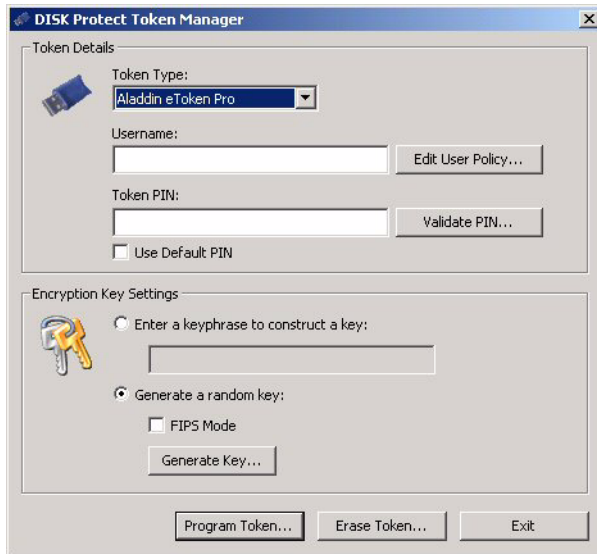 DISK Protect Token Manager
Token Details
Token Type:
Aladdin eToken Pro
Username:
Edit User Policy...
Token PIN:
Validate PIN...
Use Default PIN
Encryption Key Settings
Enter a keyphrase to construct a key:
Generate a random key:
FIPS Mode
Generate Key...
Program Token... Erase Token... Exit